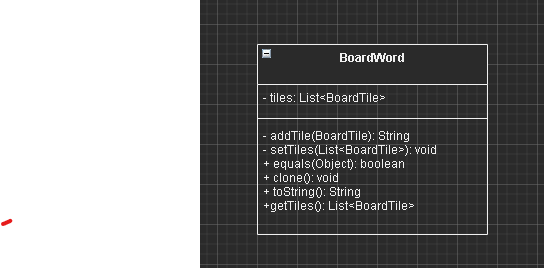 BoardWord
- tiles: List<BoardTile>
- addTile(BoardTile): String
- setTiles(List<BoardTile>): void
+ equals(Object): boolean
+ clone(): void
+ toString(): String
+getTiles(): List<BoardTile>